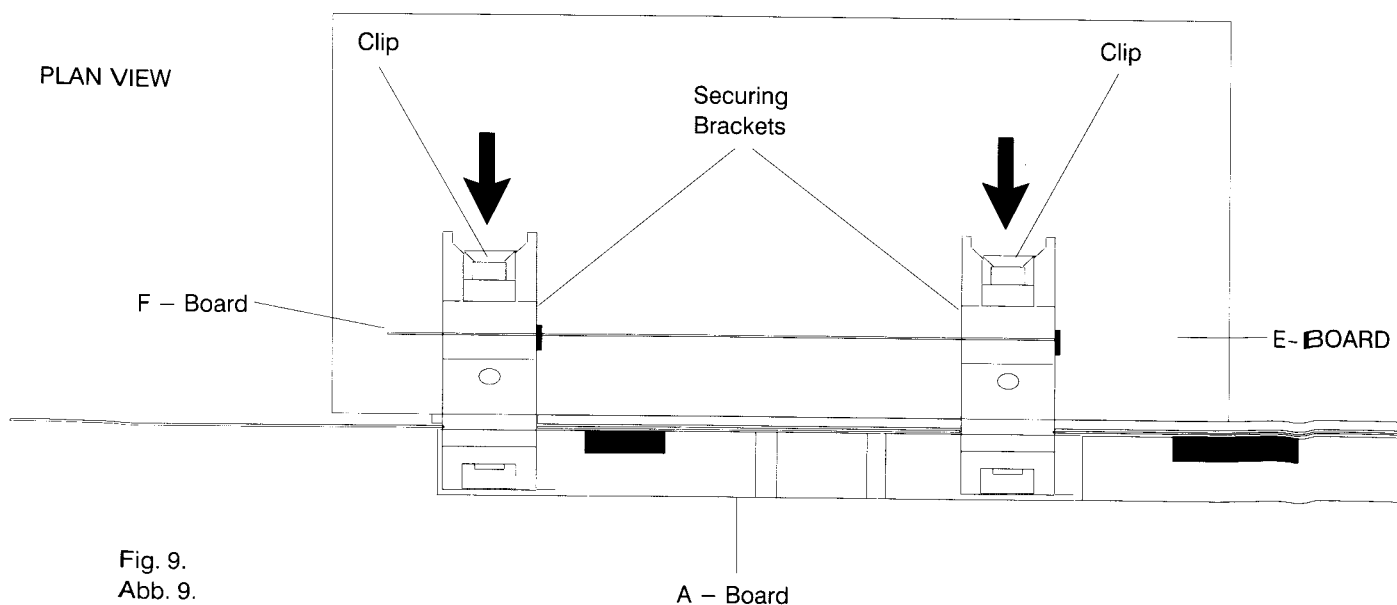 Clip
Clip
PLAN VIEW
Securing
Brackets
F – Board
E- BOARD
Fig. 9.
Abb. 9.
A – Board